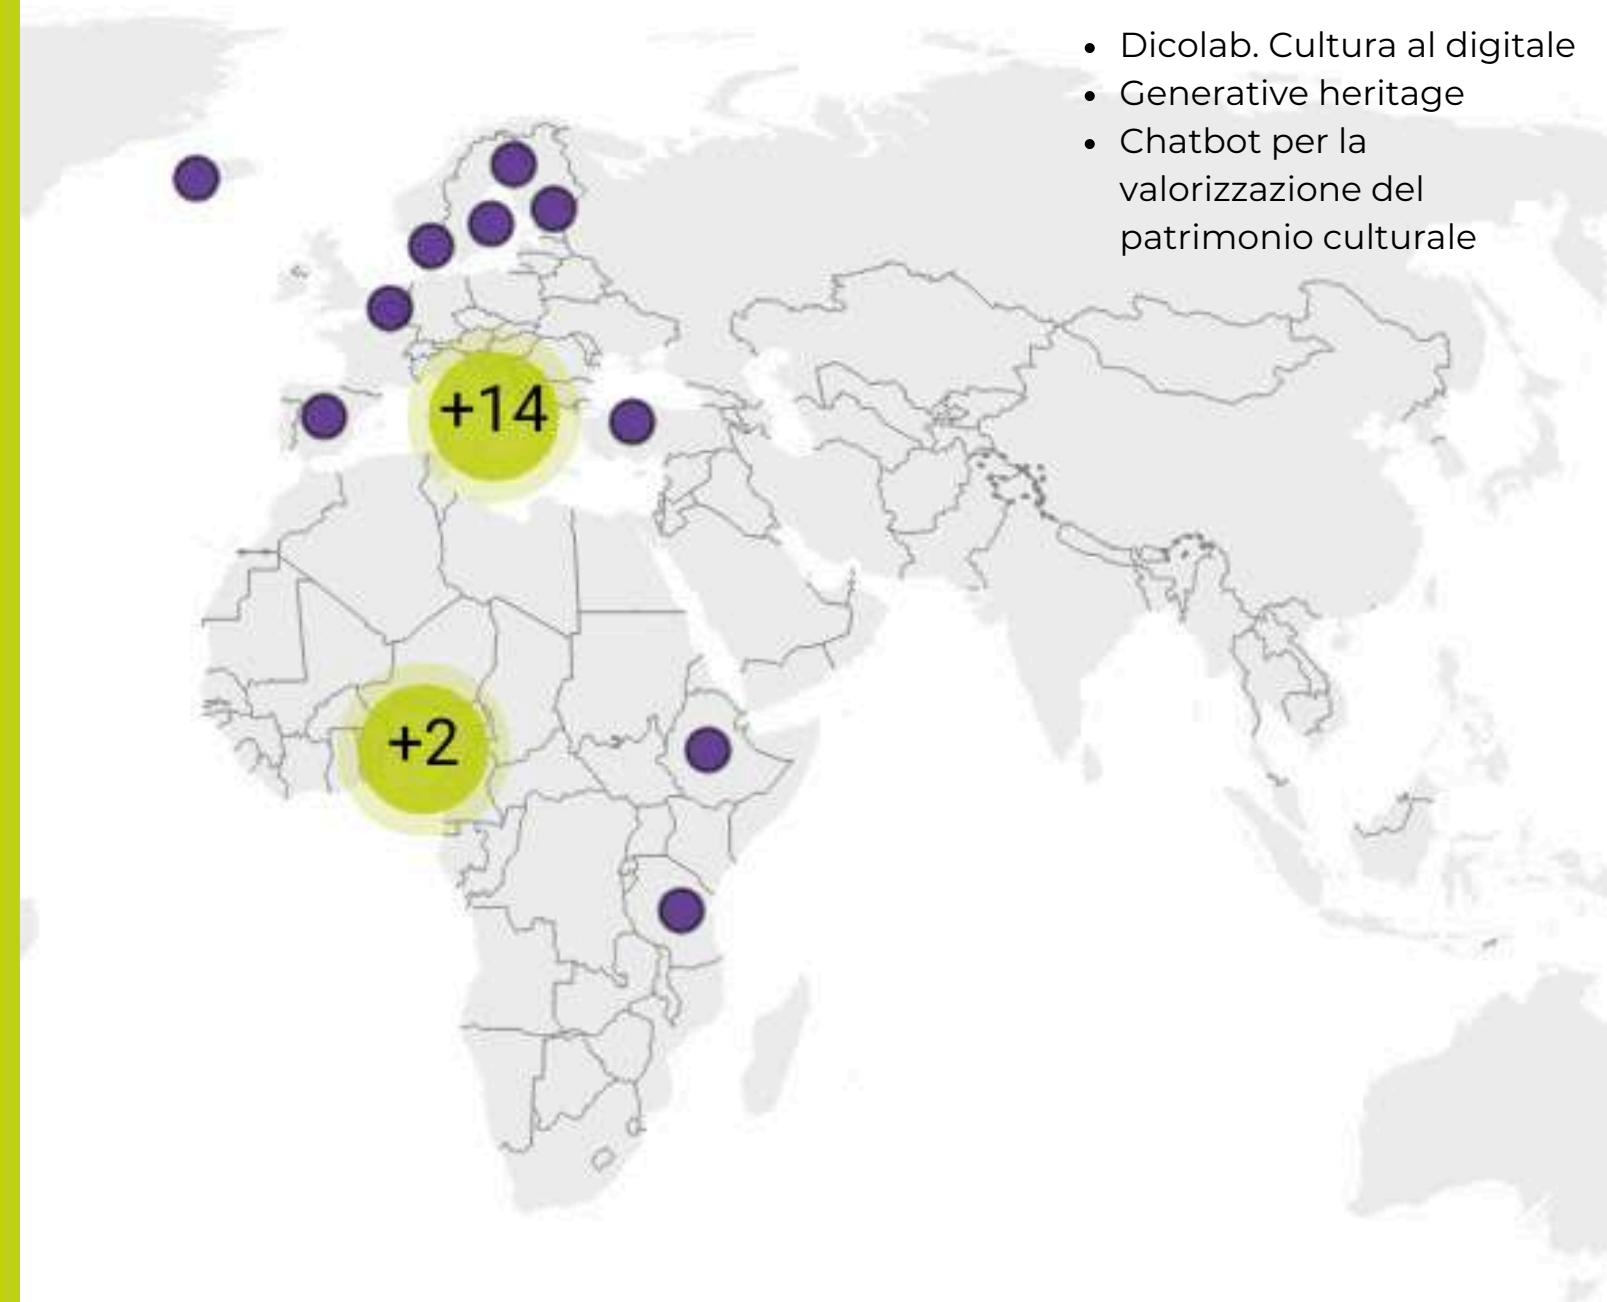 • Dicolab. Cultura al digitale
• Generative heritage
• Chatbot per la
valorizzazione del
patrimonio culturale
+14
+2